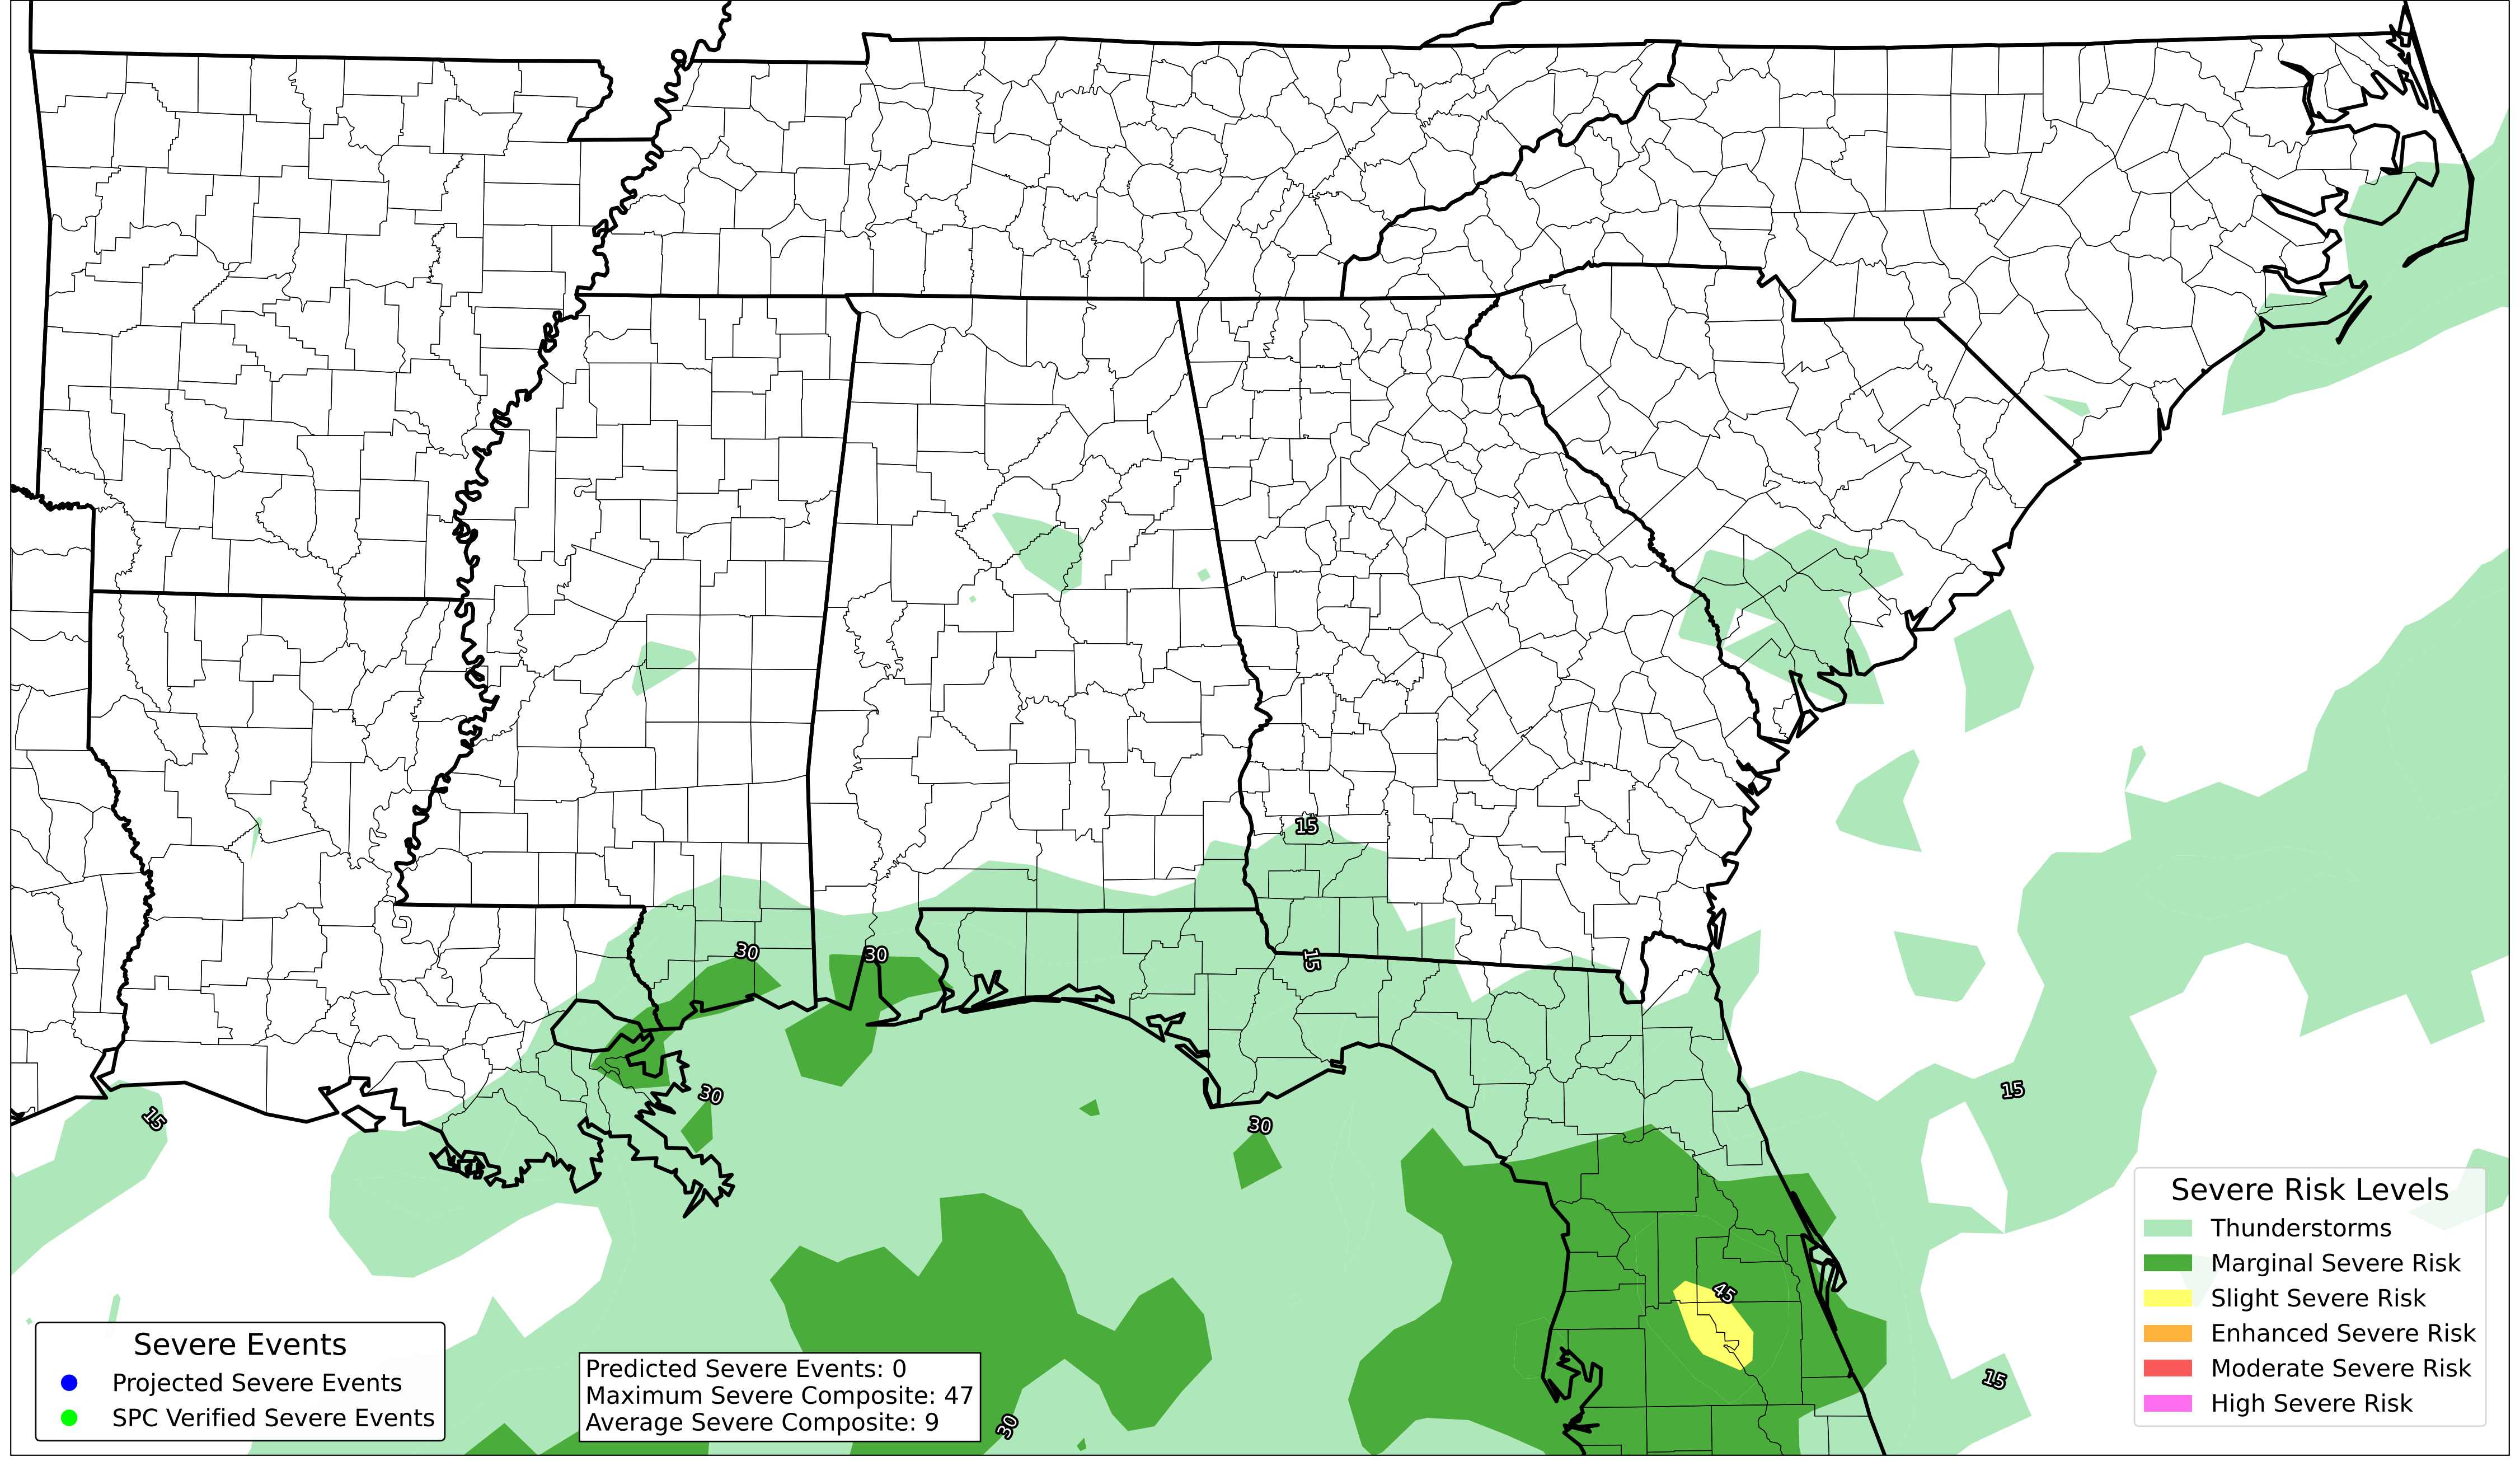 15
30
30
15
30
30
15
15
45
15
30
Severe Risk Levels
Thunderstorms
Marginal Severe Risk
Slight Severe Risk
Enhanced Severe Risk
Moderate Severe Risk
High Severe Risk
Severe Events
Projected Severe Events
SPC Verified Severe Events
Predicted Severe Events: 0
Maximum Severe Composite: 47
Average Severe Composite: 9